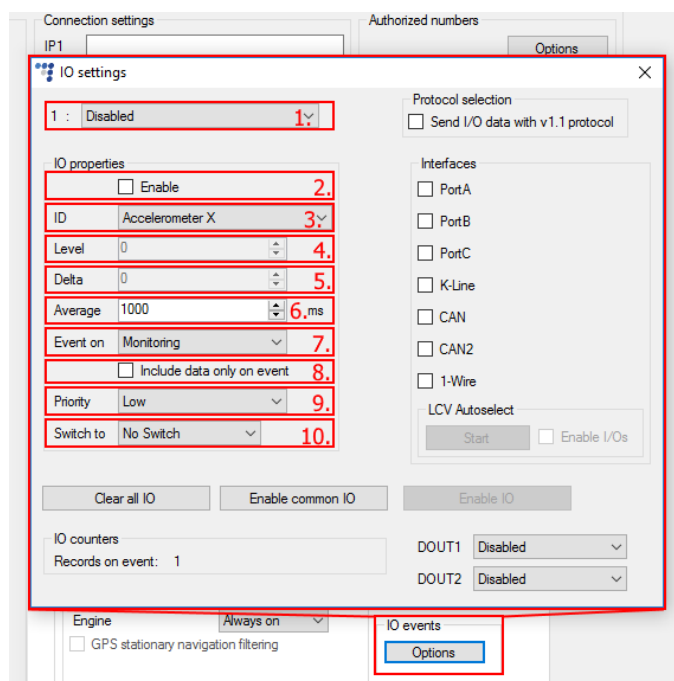 Connection settings
Authorized numbers
IP1
Options
IO settings
1 : Disabled 1.
Protocol selection
Send I/O data with v1.1 protocol
IO properties
Enable 2.
ID Accelerometer X 3.
Level 0 4.
Delta 0 5.
Average 1000 6. ms
Event on Monitoring 7.
Include data only on event 8.
Priority Low 9.
Switch to No Switch 10.
Interfaces
PortA
PortB
PortC
K-Line
CAN
CAN2
1-Wire
LCV Autoselect
Start Enable I/Os
Clear all IO Enable common IO Enable IO
IO counters
Records on event: 1
DOUT1 Disabled
DOUT2 Disabled
Engine Always on
GPS stationary navigation filtering
IO events
Options